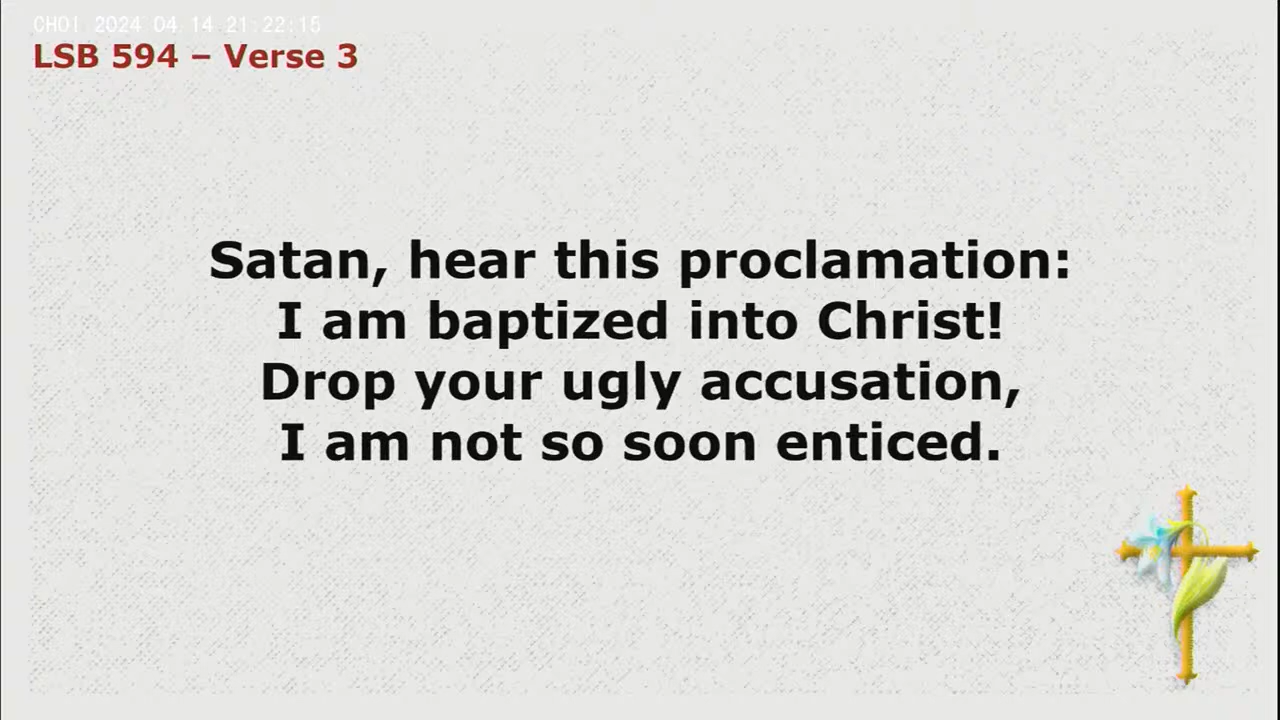 CH01 2024 04 14 21:22:15
LSB 594 – Verse 3
Satan, hear this proclamation:
I am baptized into Christ!
Drop your ugly accusation,
I am not so soon enticed.